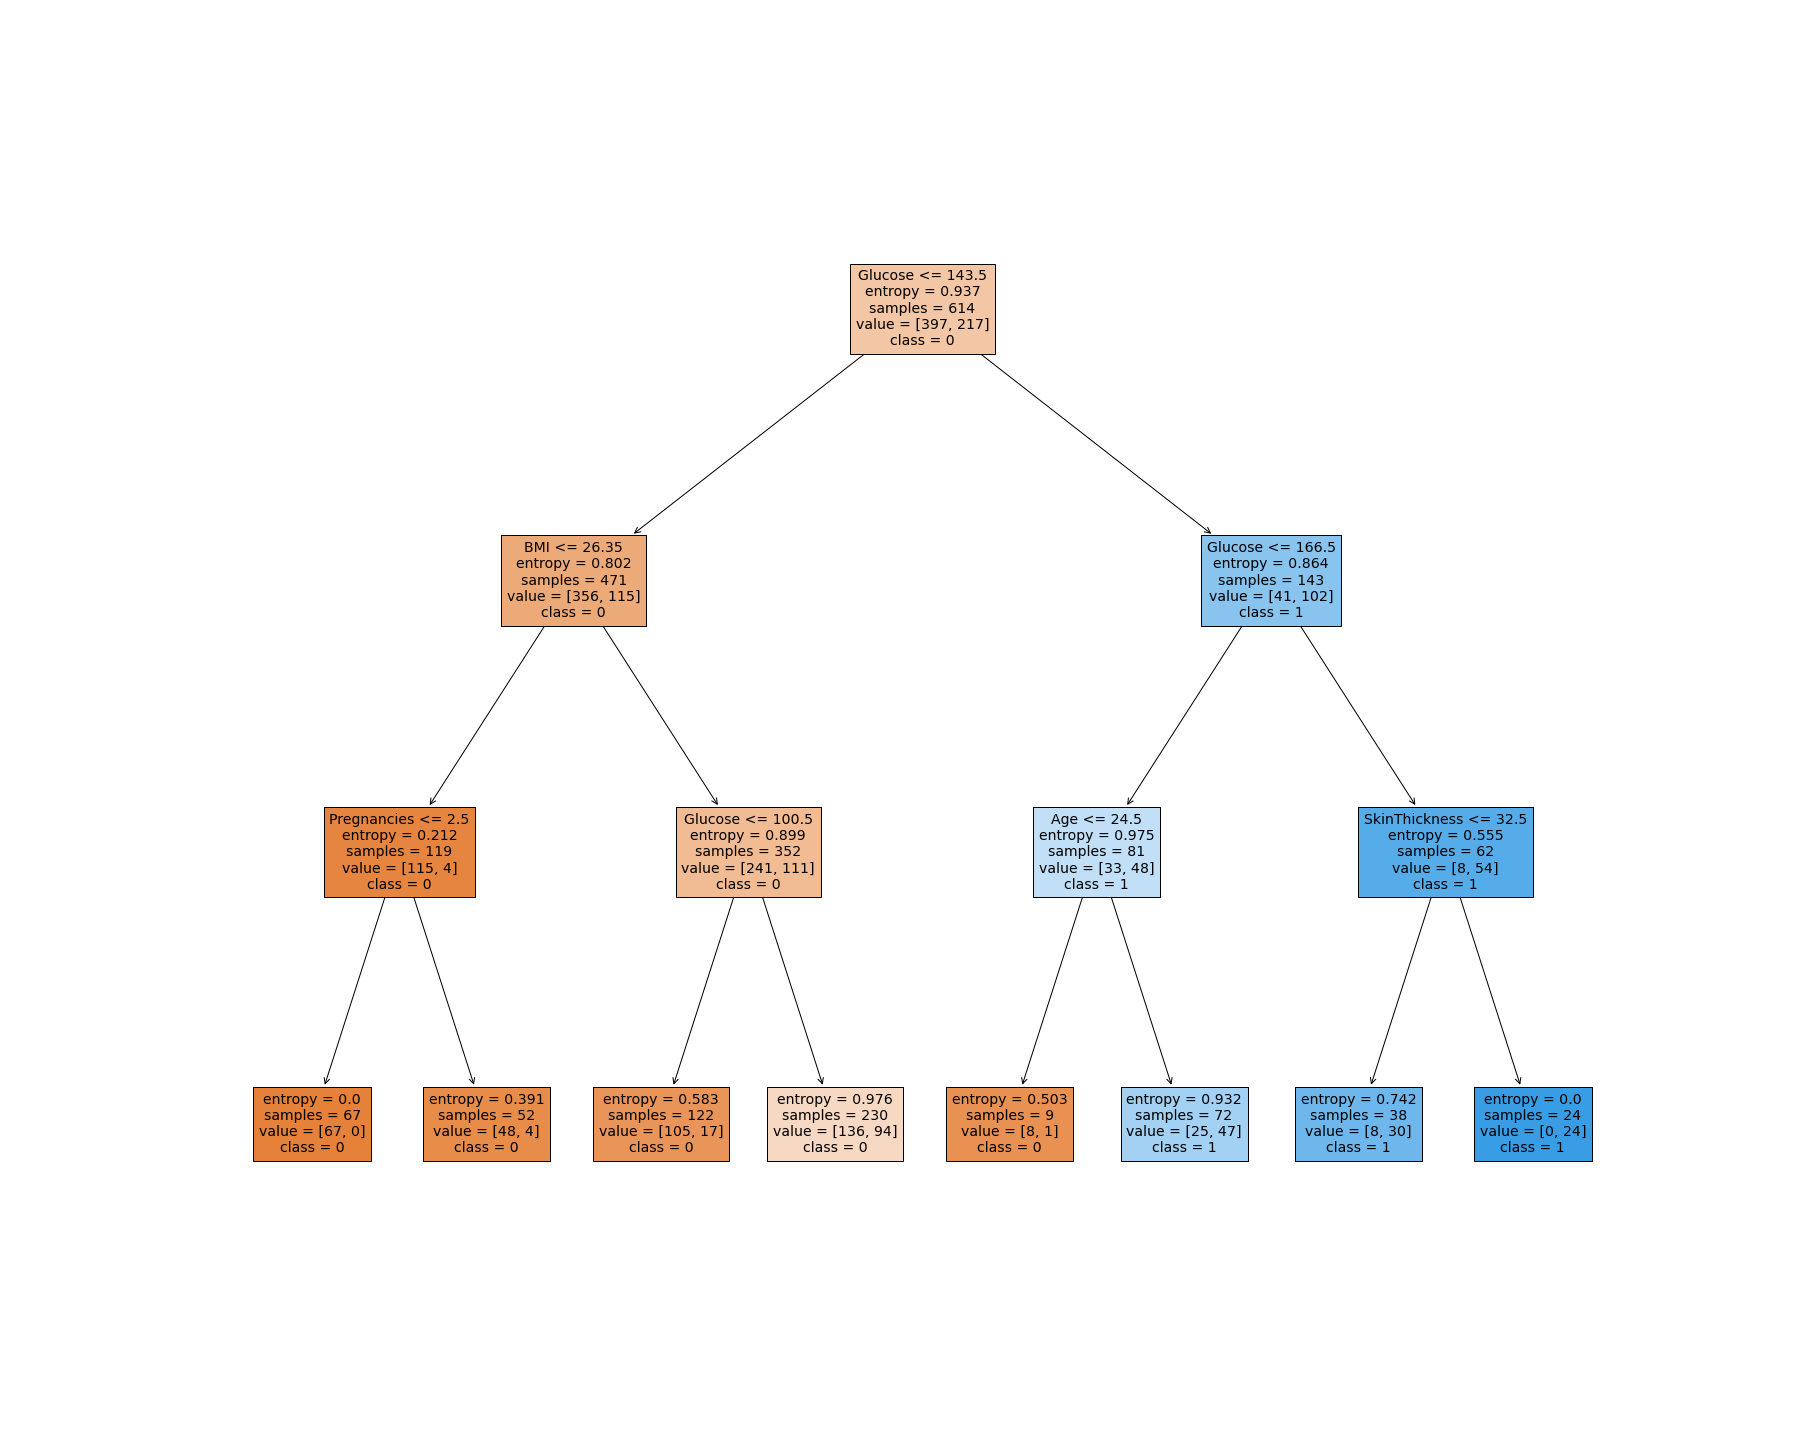 Glucose <= 143.5
entropy = 0.937
samples = 614
value = [397, 217]
class = 0
BMI <= 26.35
entropy = 0.802
samples = 471
value = [356, 115]
class = 0
Glucose <= 166.5
entropy = 0.864
samples = 143
value = [41, 102]
class = 1
Pregnancies <= 2.5
entropy = 0.212
samples = 119
value = [115, 4]
class = 0
Glucose <= 100.5
entropy = 0.899
samples = 352
value = [241, 111]
class = 0
Age <= 24.5
entropy = 0.975
samples = 81
value = [33, 48]
class = 1
SkinThickness <= 32.5
entropy = 0.555
samples = 62
value = [8, 54]
class = 1
entropy = 0.0
samples = 67
value = [67, 0]
class = 0
entropy = 0.391
samples = 52
value = [48, 4]
class = 0
entropy = 0.583
samples = 122
value = [105, 17]
class = 0
entropy = 0.976
samples = 230
value = [136, 94]
class = 0
entropy = 0.503
samples = 9
value = [8, 1]
class = 0
entropy = 0.932
samples = 72
value = [25, 47]
class = 1
entropy = 0.742
samples = 38
value = [8, 30]
class = 1
entropy = 0.0
samples = 24
value = [0, 24]
class = 1